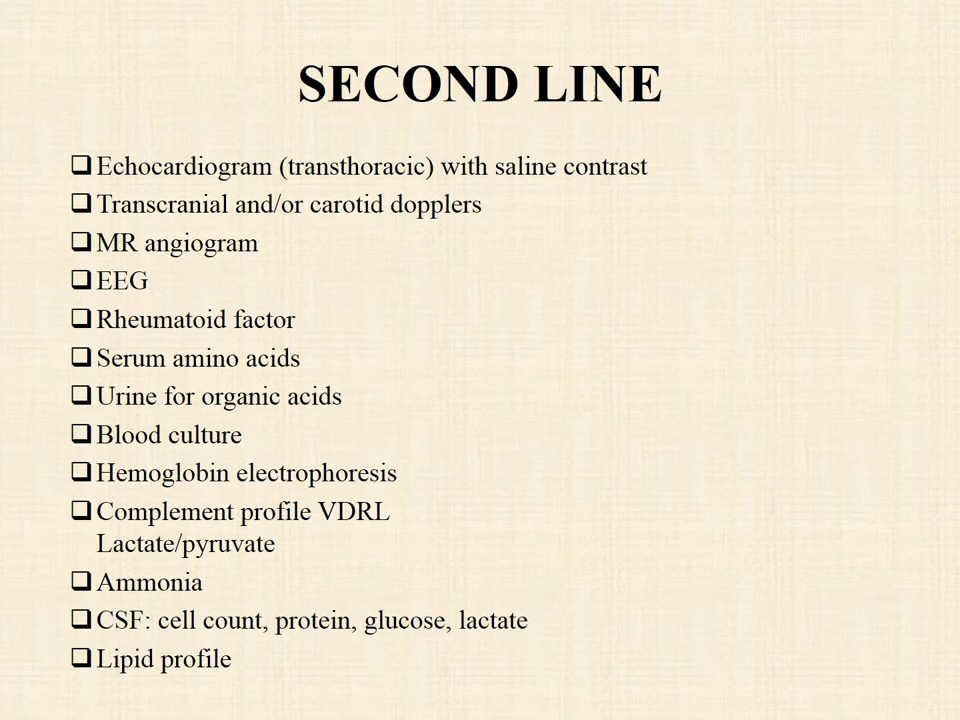 SECOND LINE
❑Echocardiogram (transthoracic) with saline contrast
❑Transcranial and/or carotid dopplers
❑MR angiogram
❑EEG
❑Rheumatoid factor
❑Serum amino acids
❑Urine for organic acids
❑Blood culture
❑Hemoglobin electrophoresis
❑Complement profile VDRL
Lactate/pyruvate
❑Ammonia
❑CSF: cell count, protein, glucose, lactate
❑Lipid profile